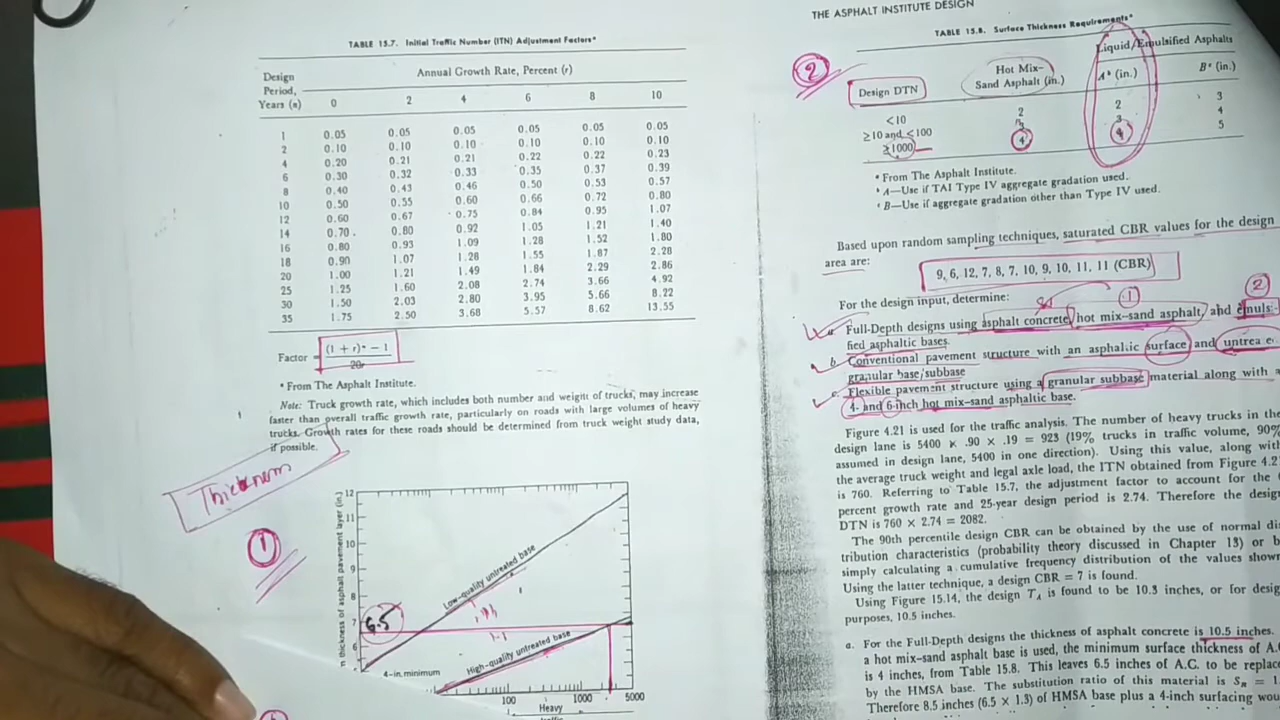 TABLE 15.7. Initial Traffic Number (ITN) Adjustment Factors*
Design
Period,
Years (n)
Annual Growth Rate, Percent (r)
0 2 4 6 8 10
1 0.05 0.05 0.05 0.05 0.05 0.05
2 0.10 0.10 0.10 0.10 0.10 0.10
4 0.20 0.21 0.21 0.22 0.22 0.23
6 0.30 0.32 0.33 0.35 0.37 0.39
8 0.40 0.43 0.46 0.50 0.53 0.57
10 0.50 0.55 0.60 0.66 0.72 0.80
12 0.60 0.67 0.75 0.84 0.95 1.07
14 0.70 0.80 0.92 1.05 1.21 1.40
16 0.80 0.93 1.09 1.28 1.52 1.80
18 0.90 1.07 1.28 1.55 1.87 2.28
20 1.00 1.21 1.49 1.84 2.29 2.86
25 1.25 1.60 2.08 2.74 3.66 4.92
30 1.50 2.03 2.80 3.95 5.66 8.22
35 1.75 2.50 3.68 5.57 8.62 13.55
Factor = (1 + r)ⁿ − 1
20r
* From The Asphalt Institute.
Note: Truck growth rate, which includes both number and weight of trucks, may increase
faster than overall traffic growth rate, particularly on roads with large volumes of heavy
trucks. Growth rates for these roads should be determined from truck weight study data,
if possible.
Thickness
1
thickness of asphalt pavement layer (in.)
12
11
10
9
8
7
6
5
6.5
Low-quality untreated base
High-quality untreated base
4-in. minimum
100 1000 5000
Heavy
traffic
THE ASPHALT INSTITUTE DESIGN
TABLE 15.8. Surface Thickness Requirements*
2
Liquid/Emulsified Asphalts
Design DTN
Hot Mix–
Sand Asphalt (in.)
Aᵇ (in.)
Bᶜ (in.)
<10 2 2 3
≥10 and ≤100 3 3 4
≥1000 4 4 5
* From The Asphalt Institute.
ᵇ A—Use if TAI Type IV aggregate gradation used.
ᶜ B—Use if aggregate gradation other than Type IV used.
Based upon random sampling techniques, saturated CBR values for the design
area are:
9, 6, 12, 7, 8, 7, 10, 9, 10, 11, 11 (CBR)
For the design input, determine:
1
2
a. Full-Depth designs using asphalt concrete, hot mix–sand asphalt, and emulsi
fied asphaltic bases.
b. Conventional pavement structure with an asphaltic surface and untrea
granular base/subbase
c. Flexible pavement structure using a granular subbase material along with a
4- and 6-inch hot mix–sand asphaltic base.
Figure 4.21 is used for the traffic analysis. The number of heavy trucks in the
design lane is 5400 × .90 × .19 = 923 (19% trucks in traffic volume, 90%
assumed in design lane, 5400 in one direction). Using this value, along with
the average truck weight and legal axle load, the ITN obtained from Figure 4.2
is 760. Referring to Table 15.7, the adjustment factor to account for the
percent growth rate and 25-year design period is 2.74. Therefore the design
DTN is 760 × 2.74 = 2082.
The 90th percentile design CBR can be obtained by the use of normal dis
tribution characteristics (probability theory discussed in Chapter 13) or b
simply calculating a cumulative frequency distribution of the values shown
Using the latter technique, a design CBR = 7 is found.
Using Figure 15.14, the design Tᴀ is found to be 10.3 inches, or for desig
purposes, 10.5 inches.
a. For the Full-Depth designs the thickness of asphalt concrete is 10.5 inches.
a hot mix–sand asphalt base is used, the minimum surface thickness of A.C
is 4 inches, from Table 15.8. This leaves 6.5 inches of A.C. to be replac
by the HMSA base. The substitution ratio of this material is Sₘ = 1.
Therefore 8.5 inches (6.5 × 1.3) of HMSA base plus a 4-inch surfacing wou